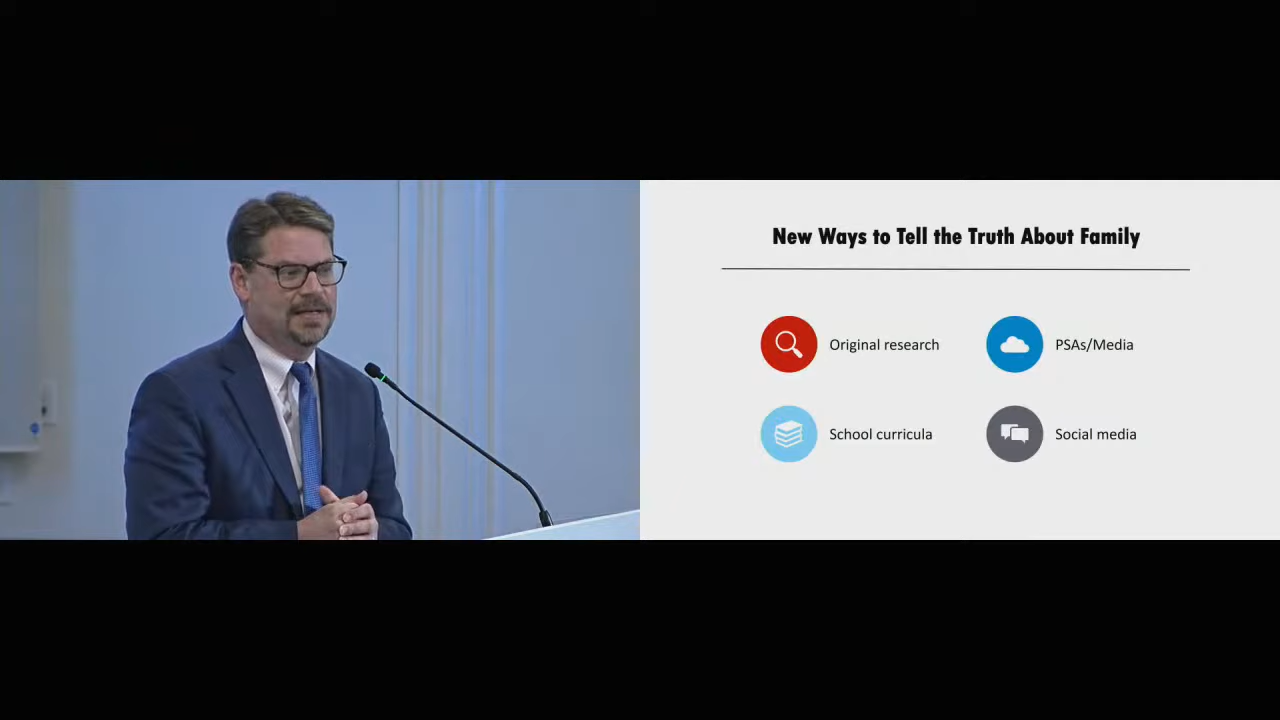 New Ways to Tell the Truth About Family
Original research
PSAs/Media
School curricula
Social media